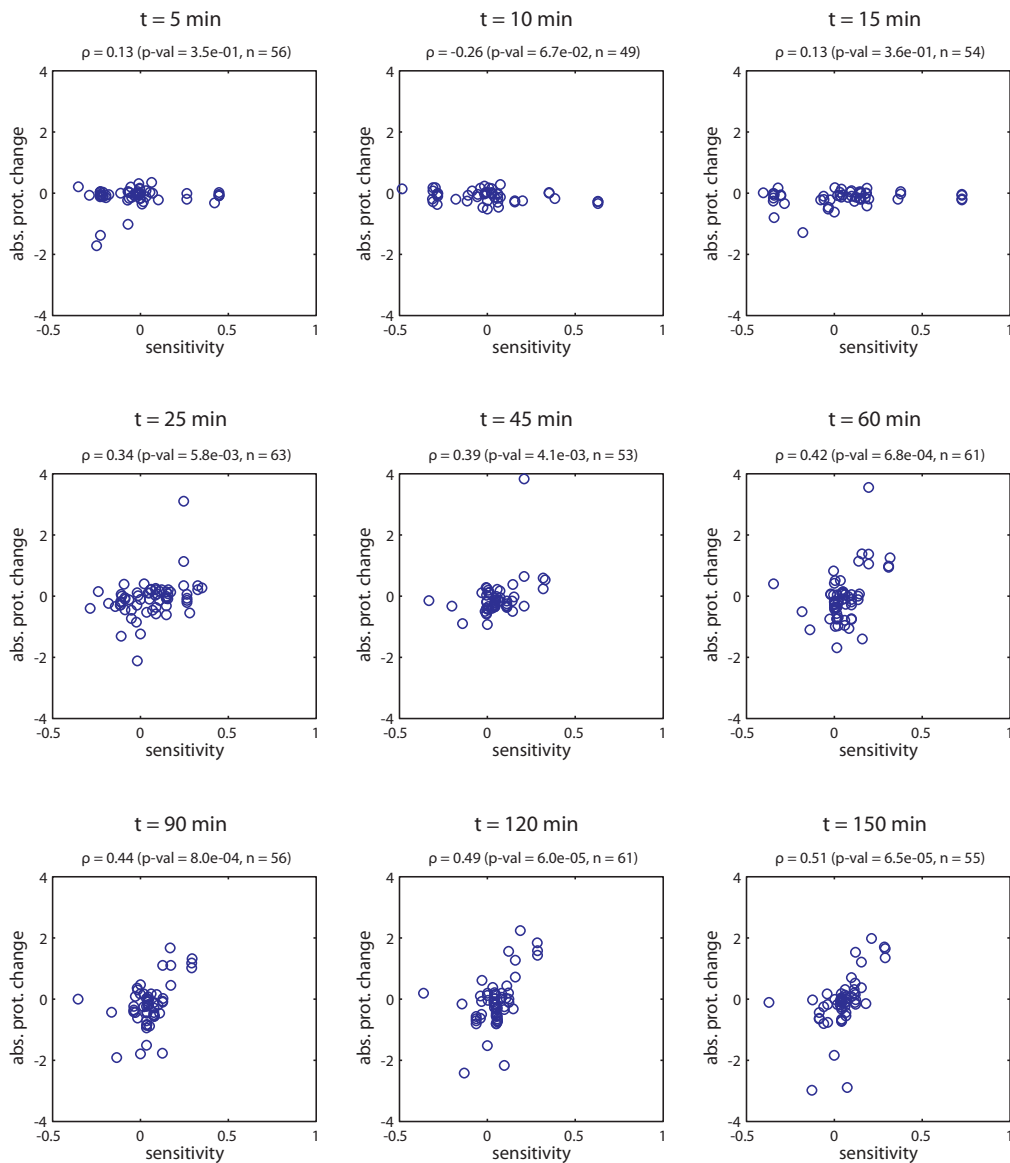 t = 5 min
t = 10 min
t = 15 min
ρ = 0.13 (p-val = 3.5e-01, n = 56)
ρ = -0.26 (p-val = 6.7e-02, n = 49)
ρ = 0.13 (p-val = 3.6e-01, n = 54)
4
2
0
-2
-4
abs. prot. change
-0.5
0
0.5
1
sensitivity
4
2
0
-2
-4
abs. prot. change
-0.5
0
0.5
1
sensitivity
4
2
0
-2
-4
abs. prot. change
-0.5
0
0.5
1
sensitivity
t = 25 min
t = 45 min
t = 60 min
ρ = 0.34 (p-val = 5.8e-03, n = 63)
ρ = 0.39 (p-val = 4.1e-03, n = 53)
ρ = 0.42 (p-val = 6.8e-04, n = 61)
4
2
0
-2
-4
abs. prot. change
-0.5
0
0.5
1
sensitivity
4
2
0
-2
-4
abs. prot. change
-0.5
0
0.5
1
sensitivity
4
2
0
-2
-4
abs. prot. change
-0.5
0
0.5
1
sensitivity
t = 90 min
t = 120 min
t = 150 min
ρ = 0.44 (p-val = 8.0e-04, n = 56)
ρ = 0.49 (p-val = 6.0e-05, n = 61)
ρ = 0.51 (p-val = 6.5e-05, n = 55)
4
2
0
-2
-4
abs. prot. change
-0.5
0
0.5
1
sensitivity
4
2
0
-2
-4
abs. prot. change
-0.5
0
0.5
1
sensitivity
4
2
0
-2
-4
abs. prot. change
-0.5
0
0.5
1
sensitivity